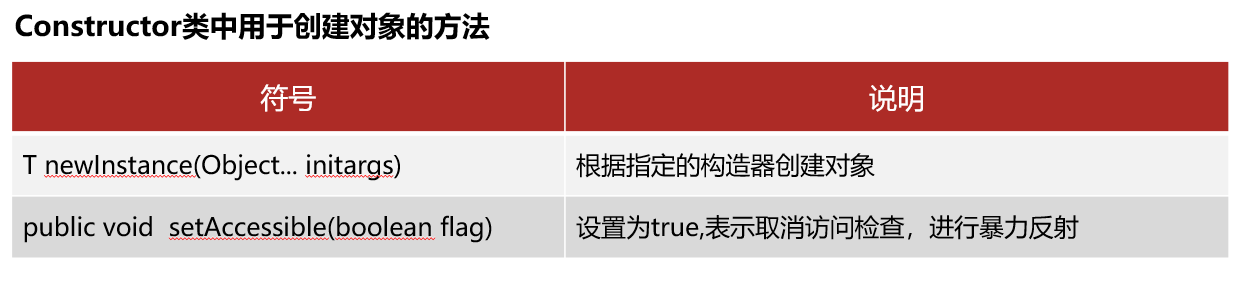 Constructor类中用于创建对象的方法
符号 说明
T newInstance(Object... initargs) 根据指定的构造器创建对象
public void  setAccessible(boolean flag) 设置为true,表示取消访问检查，进行暴力反射